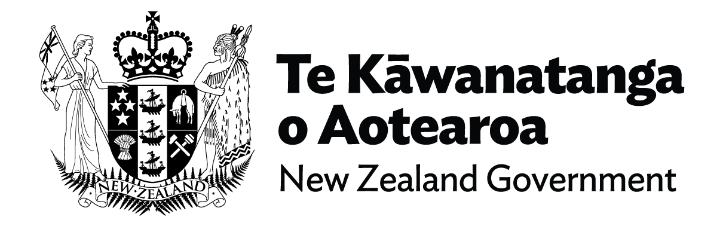 Te Kāwanatanga
o Aotearoa
New Zealand Government
NEW ZEALAND